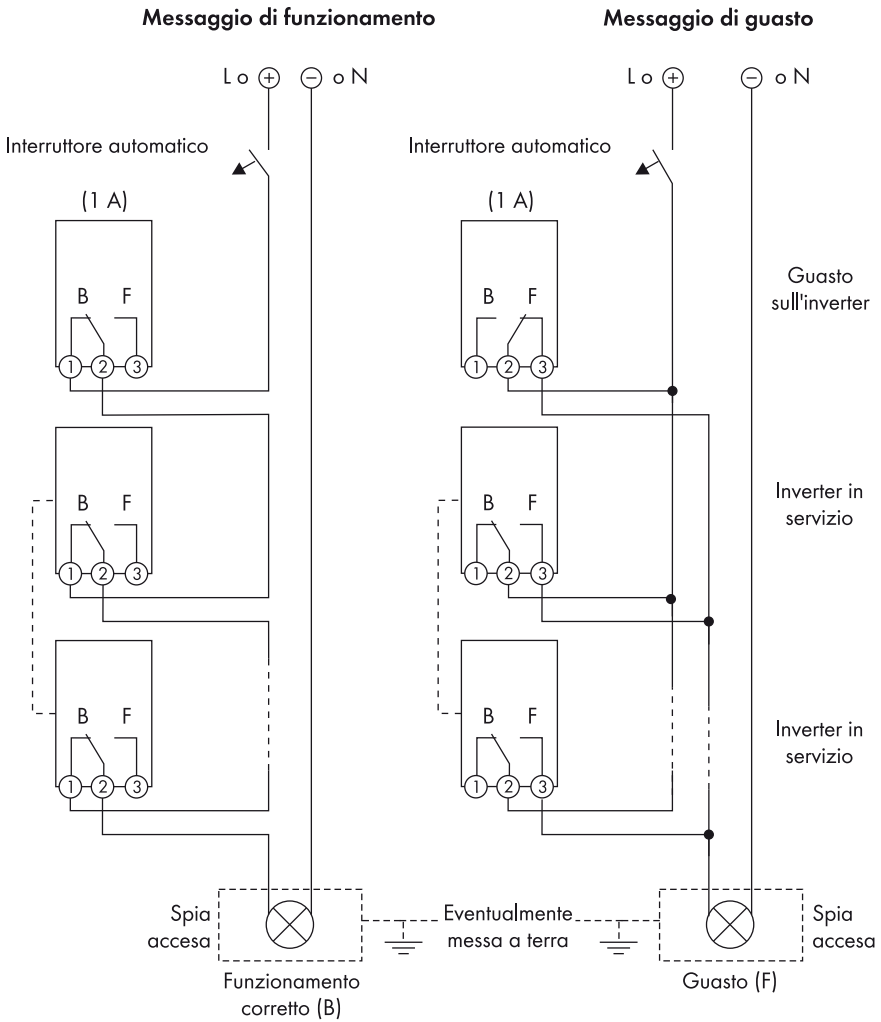 Messaggio di funzionamento
Messaggio di guasto
L o + − o N
L o + − o N
Interruttore automatico
Interruttore automatico
(1 A)
(1 A)
B F
1 2 3
B F
1 2 3
Guasto
sull'inverter
B F
1 2 3
B F
1 2 3
Inverter in
servizio
B F
1 2 3
B F
1 2 3
Inverter in
servizio
Spia
accesa
Eventualmente
messa a terra
Spia
accesa
Funzionamento
corretto (B)
Guasto (F)